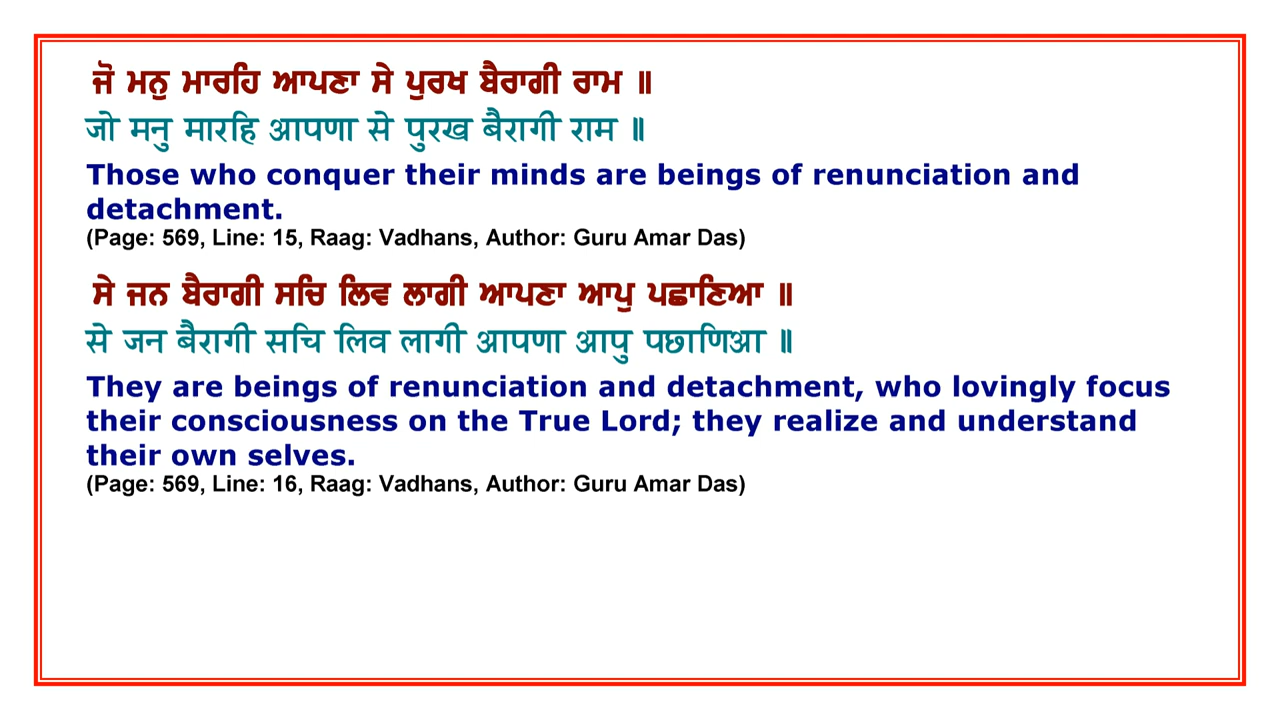 ਜੋ ਮਨੁ ਮਾਰਹਿ ਆਪਣਾ ਸੇ ਪੁਰਖ ਬੈਰਾਗੀ ਰਾਮ ॥
जो मनु मारहि आपणा से पुरख बैरागी राम ॥
Those who conquer their minds are beings of renunciation and
detachment.
(Page: 569, Line: 15, Raag: Vadhans, Author: Guru Amar Das)
ਸੇ ਜਨ ਬੈਰਾਗੀ ਸਚਿ ਲਿਵ ਲਾਗੀ ਆਪਣਾ ਆਪੁ ਪਛਾਣਿਆ ॥
से जन बैरागी सचि लिव लागी आपणा आपु पछाणिआ ॥
They are beings of renunciation and detachment, who lovingly focus
their consciousness on the True Lord; they realize and understand
their own selves.
(Page: 569, Line: 16, Raag: Vadhans, Author: Guru Amar Das)